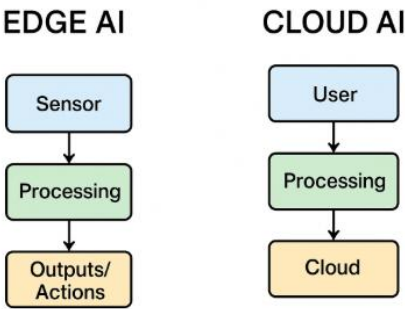 EDGE AI
Sensor
Processing
Outputs/
Actions
CLOUD AI
User
Processing
Cloud